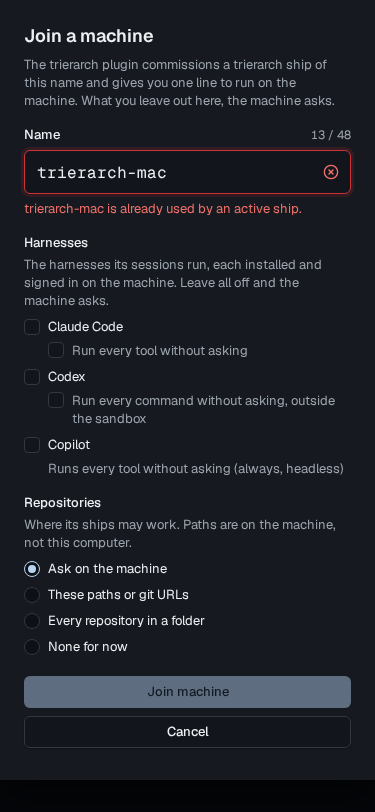 Join a machine
The trierarch plugin commissions a trierarch ship of
this name and gives you one line to run on the
machine. What you leave out here, the machine asks.
Name
13 / 48
trierarch-mac
trierarch-mac is already used by an active ship.
Harnesses
The harnesses its sessions run, each installed and
signed in on the machine. Leave all off and the
machine asks.
Claude Code
Run every tool without asking
Codex
Run every command without asking, outside
the sandbox
Copilot
Runs every tool without asking (always, headless)
Repositories
Where its ships may work. Paths are on the machine,
not this computer.
Ask on the machine
These paths or git URLs
Every repository in a folder
None for now
Join machine
Cancel